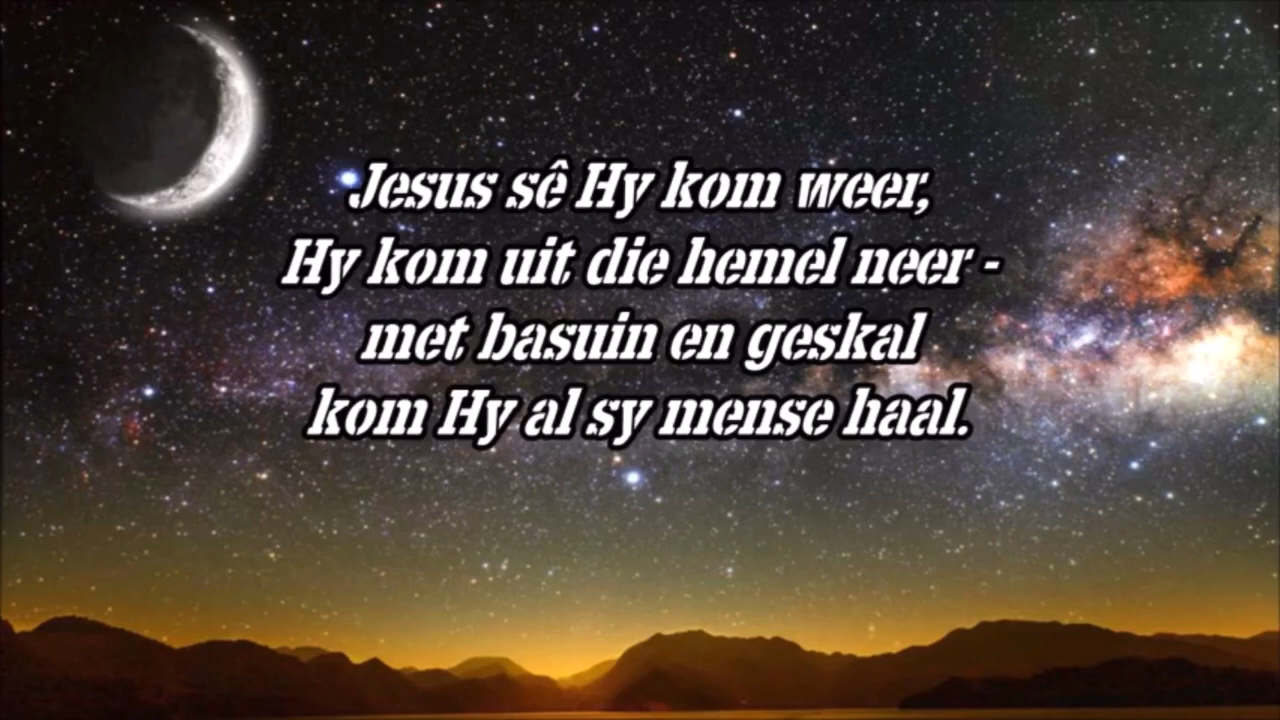 Jesus sê Hy kom weer,
Hy kom uit die hemel neer -
met basuin en geskal
kom Hy al sy mense haal.